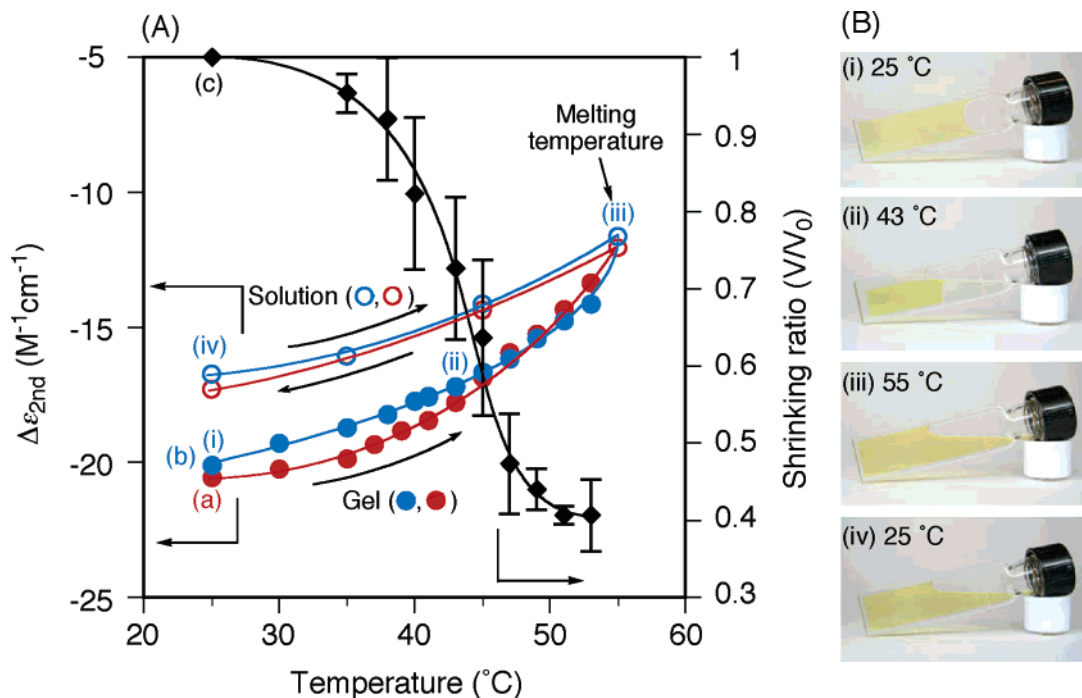 (A)
(B)
-5
-10
-15
-20
-25
Δε2nd (M-1cm-1)
20
30
40
50
60
Temperature (˚C)
1
0.9
0.8
0.7
0.6
0.5
0.4
0.3
Shrinking ratio (V/V0)
(c)
Melting
temperature
(iii)
Solution ( , )
(iv)
(ii)
(b)
(i)
(a)
Gel ( , )
(i) 25 ˚C
(ii) 43 ˚C
(iii) 55 ˚C
(iv) 25 ˚C